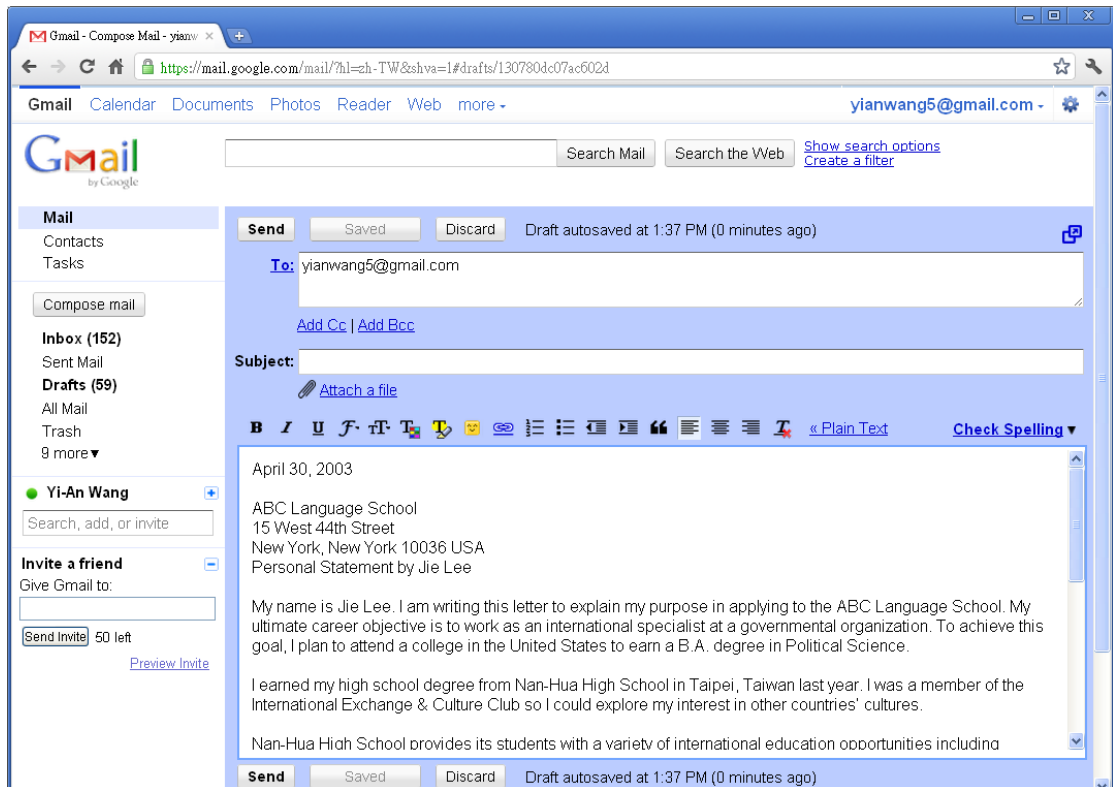 Gmail - Compose Mail - yianw
https://mail.google.com/mail/?hl=zh-TW&shva=1#drafts/130780dc07ac602d
Gmail Calendar Documents Photos Reader Web more
yianwang5@gmail.com
Gmail
by Google
Search Mail
Search the Web
Show search options
Create a filter
Mail
Contacts
Tasks
Compose mail
Inbox (152)
Sent Mail
Drafts (59)
All Mail
Trash
9 more▼
Yi-An Wang
Search, add, or invite
Invite a friend
Give Gmail to:
Send Invite 50 left
Preview Invite
Send Saved Discard Draft autosaved at 1:37 PM (0 minutes ago)
To: yianwang5@gmail.com
Add Cc | Add Bcc
Subject:
Attach a file
B I U F T T T T « Plain Text Check Spelling ▼
April 30, 2003
ABC Language School
15 West 44th Street
New York, New York 10036 USA
Personal Statement by Jie Lee
My name is Jie Lee. I am writing this letter to explain my purpose in applying to the ABC Language School. My
ultimate career objective is to work as an international specialist at a governmental organization. To achieve this
goal, I plan to attend a college in the United States to earn a B.A. degree in Political Science.
I earned my high school degree from Nan-Hua High School in Taipei, Taiwan last year. I was a member of the
International Exchange & Culture Club so I could explore my interest in other countries' cultures.
Nan-Hua High School provides its students with a variety of international education opportunities including
Send Saved Discard Draft autosaved at 1:37 PM (0 minutes ago)